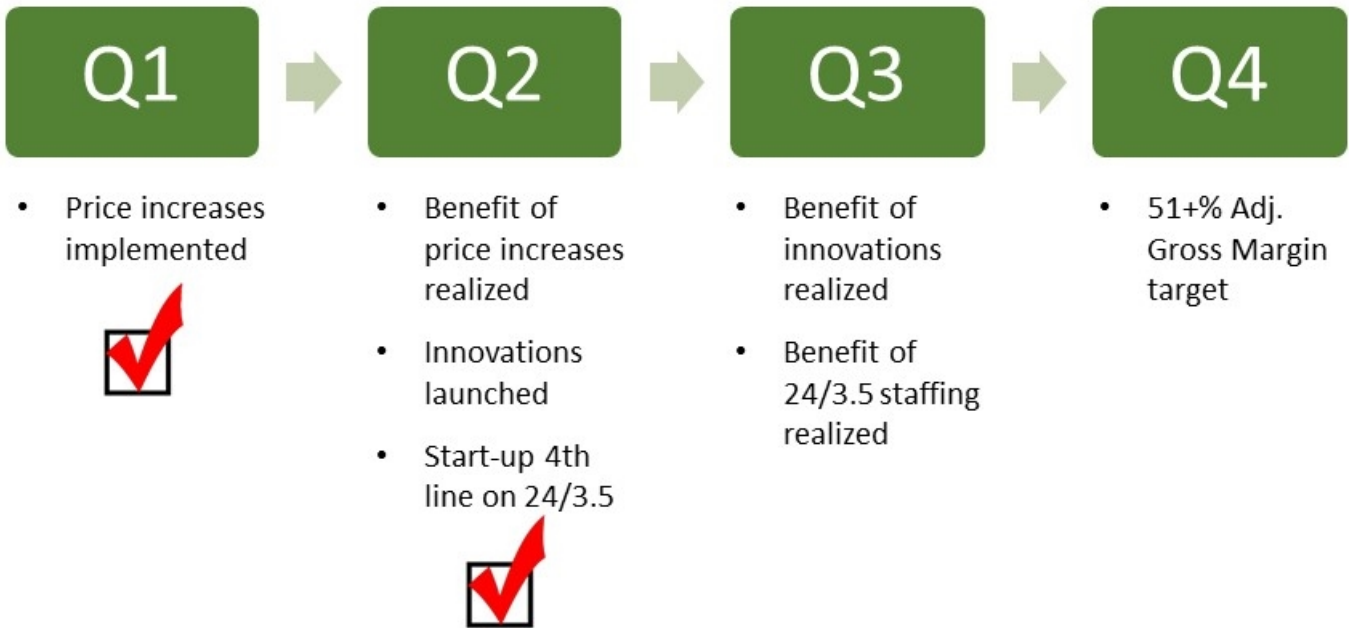 Q1
Q2
Q3
Q4
• Price increases
implemented
• Benefit of
price increases
realized
• Innovations
launched
• Start-up 4th
line on 24/3.5
• Benefit of
innovations
realized
• Benefit of
24/3.5 staffing
realized
• 51+% Adj.
Gross Margin
target